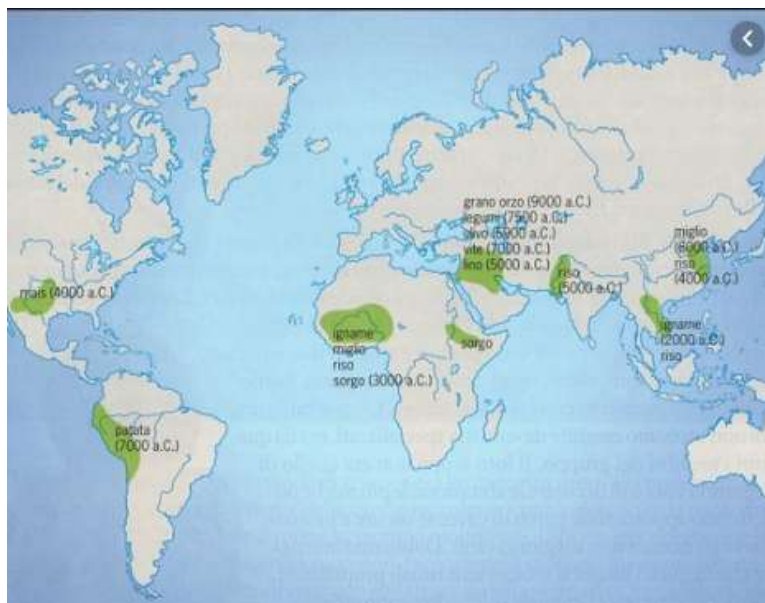 grano orzo (9000 a.C.)
legumi (7500 a.C.)
olivo (5900 a.C.)
vite (7000 a.C.)
lino (5000 a.C.)
miglio
(6000 a.C.)
riso
(4000 a.C.)
riso
(5000 a.C.)
mais (4000 a.C.)
igname
miglio
riso
sorgo (3000 a.C.)
sorgo
igname
(2000 a.C.)
riso
patata
(7000 a.C.)